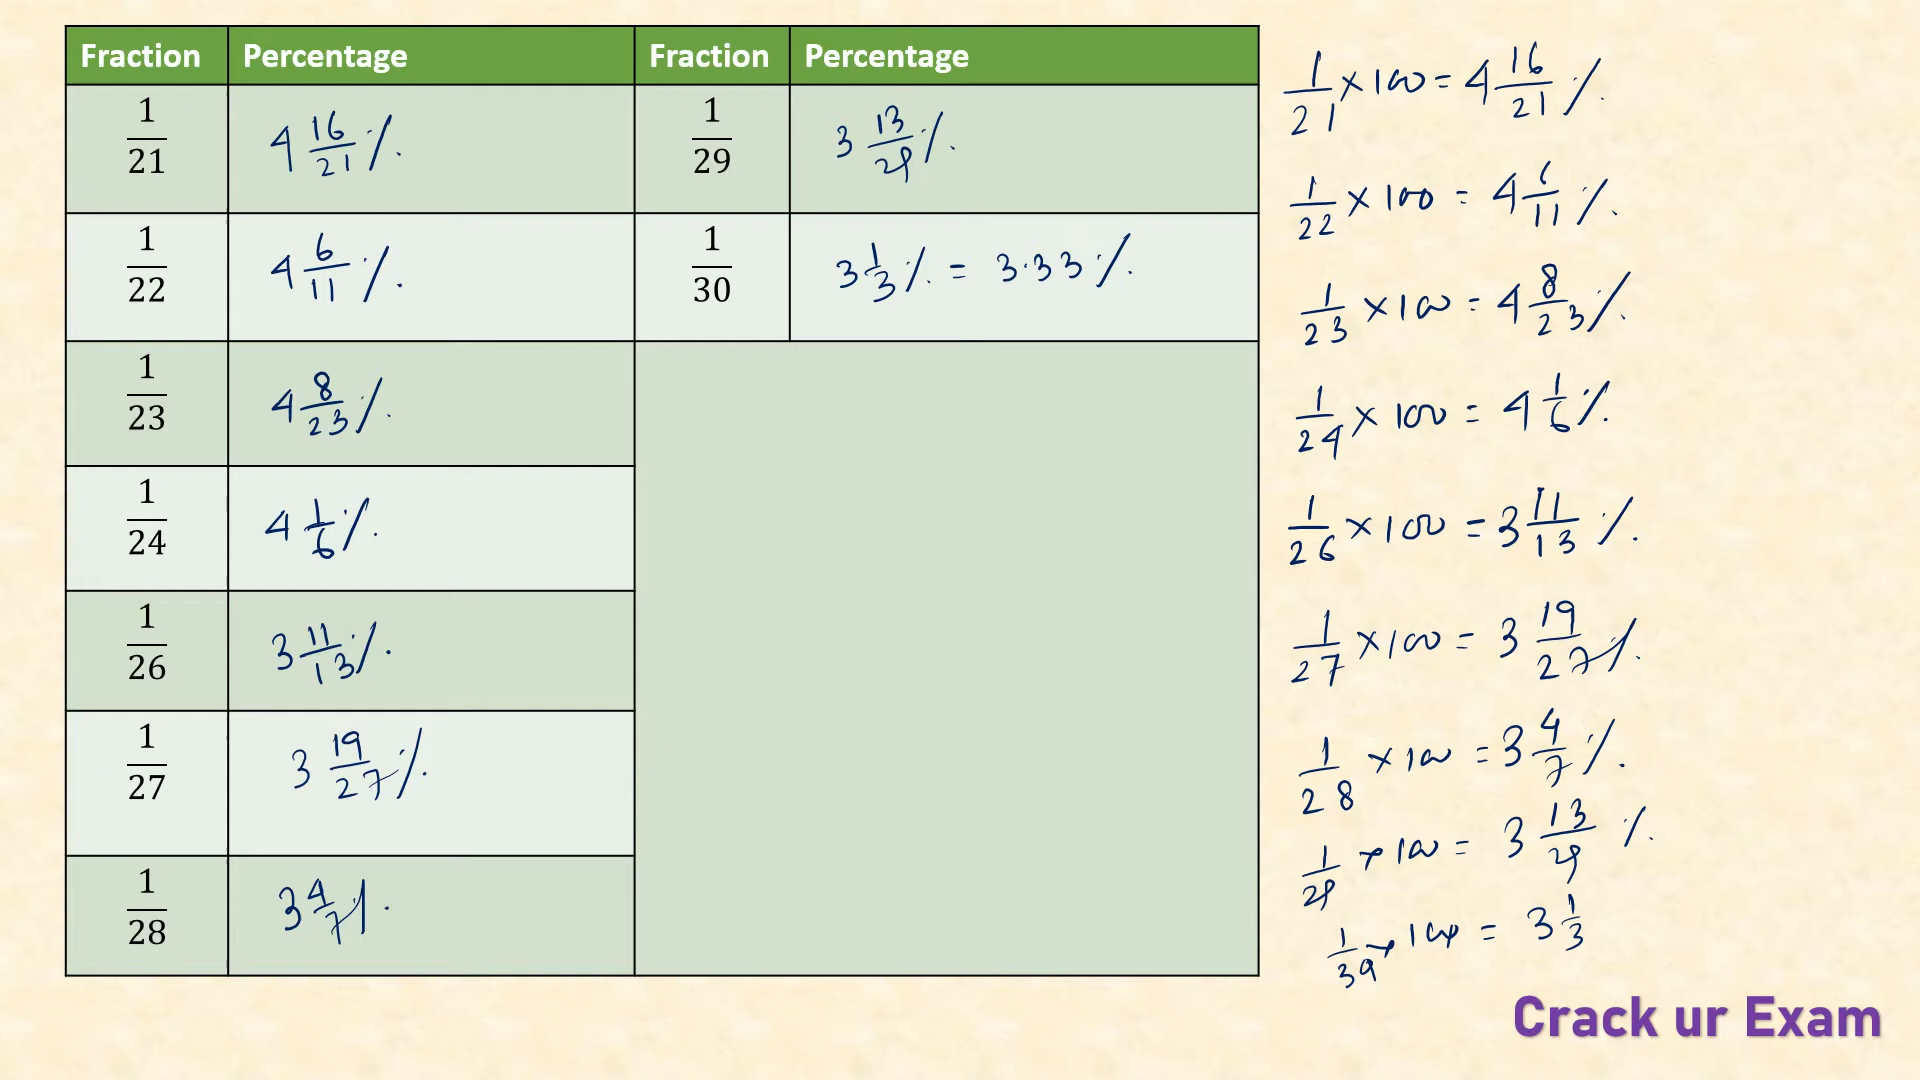 Fraction Percentage Fraction Percentage
1/21 4 16/21 % 1/29 3 13/29 %
1/22 4 6/11 % 1/30 3 1/3 % = 3.33 %
1/23 4 8/23 %
1/24 4 1/6 %
1/26 3 11/13 %
1/27 3 19/27 %
1/28 3 4/7 %
1/21 × 100 = 4 16/21 %
1/22 × 100 = 4 6/11 %
1/23 × 100 = 4 8/23 %
1/24 × 100 = 4 1/6 %
1/26 × 100 = 3 11/13 %
1/27 × 100 = 3 19/27 %
1/28 × 100 = 3 4/7 %
1/29 × 100 = 3 13/29 %
1/30 × 100 = 3 1/3
Crack ur Exam